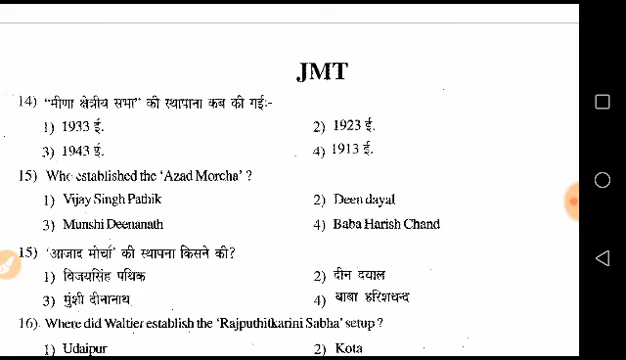 JMT
14) "मीणा क्षेत्रीय सभा" की स्थापना कब की गई:-
1) 1933 ई. 2) 1923 ई.
3) 1943 ई. 4) 1913 ई.
15) Who established the 'Azad Morcha' ?
1) Vijay Singh Pathik 2) Deen dayal
3) Munshi Deenanath 4) Baba Harish Chand
15) 'आजाद मोर्चा' की स्थापना किसने की?
1) विजयसिंह पथिक 2) दीन दयाल
3) मुंशी दीनानाथ 4) बाबा हरिशचन्द
16) Where did Waltier establish the 'Rajputhitkarini Sabha' setup ?
1) Udaipur 2) Kota